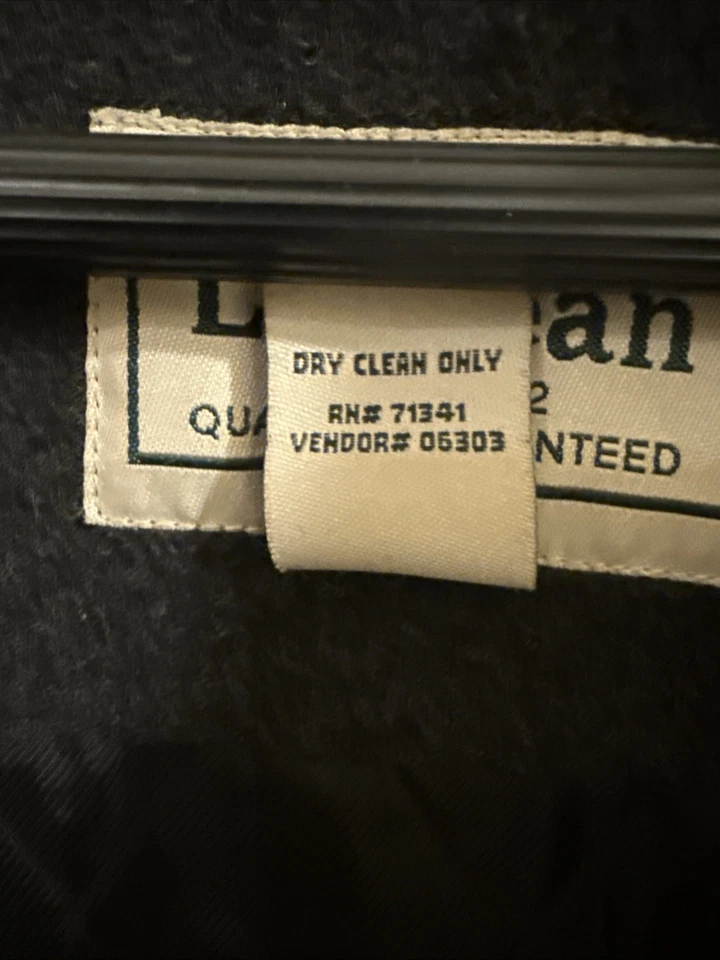 L ean
DRY CLEAN ONLY
RN# 71341
VENDOR# 06303
QUA 2
NTEED